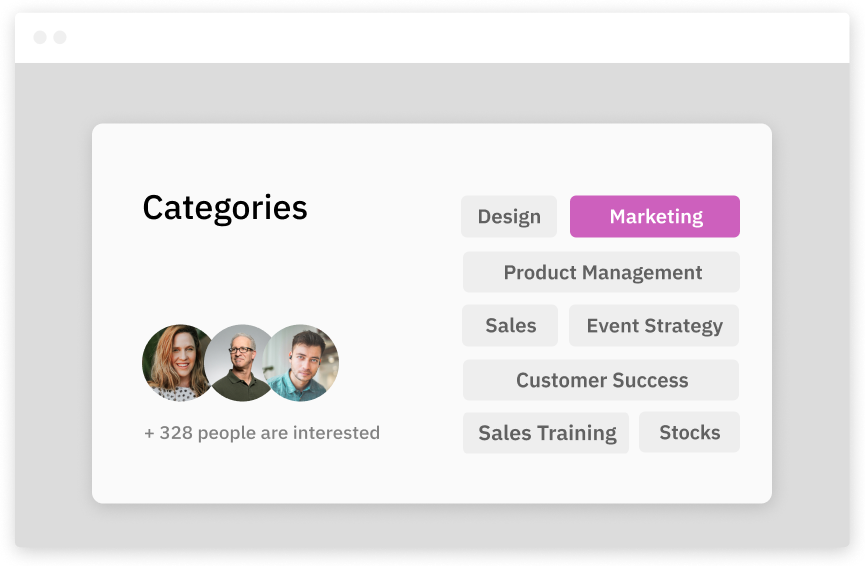 Categories
+ 328 people are interested
Design
Marketing
Product Management
Sales
Event Strategy
Customer Success
Sales Training
Stocks